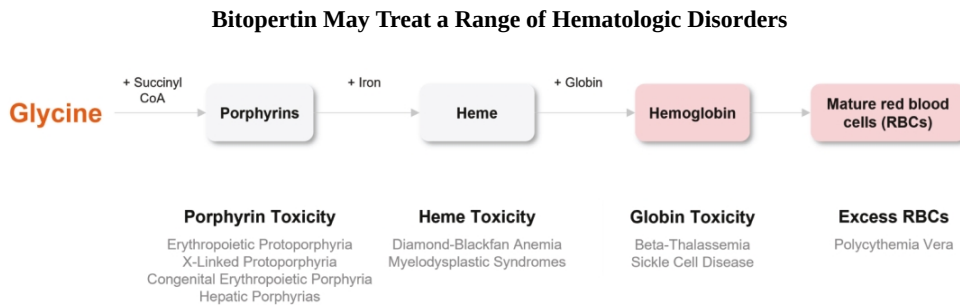 Bitopertin May Treat a Range of Hematologic Disorders
Glycine
+ Succinyl
CoA
Porphyrins
+ Iron
Heme
+ Globin
Hemoglobin
Mature red blood
cells (RBCs)
Porphyrin Toxicity
Erythropoietic Protoporphyria
X-Linked Protoporphyria
Congenital Erythropoietic Porphyria
Hepatic Porphyrias
Heme Toxicity
Diamond-Blackfan Anemia
Myelodysplastic Syndromes
Globin Toxicity
Beta-Thalassemia
Sickle Cell Disease
Excess RBCs
Polycythemia Vera